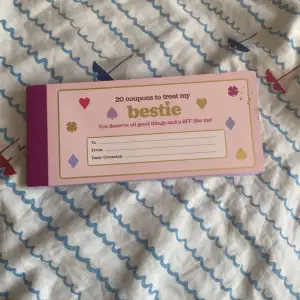 20 coupons to treat my
bestie
You deserve all good things and a BFF like me!
To
From
Date/Occasion